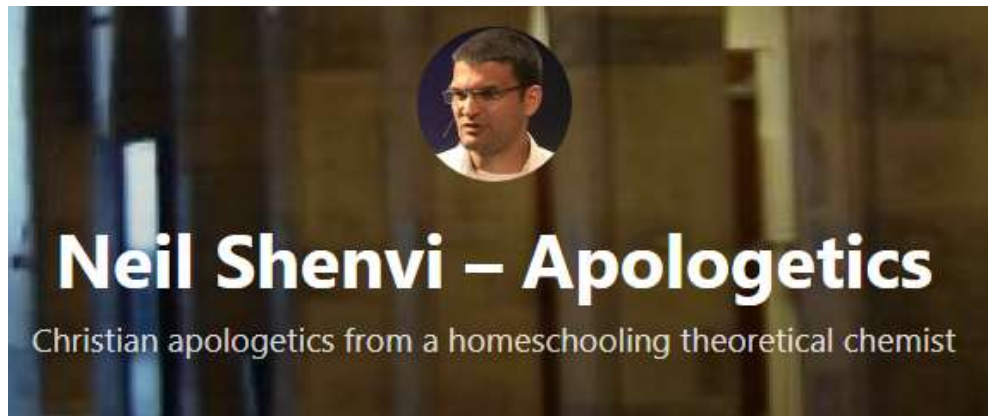 Neil Shenvi – Apologetics
Christian apologetics from a homeschooling theoretical chemist